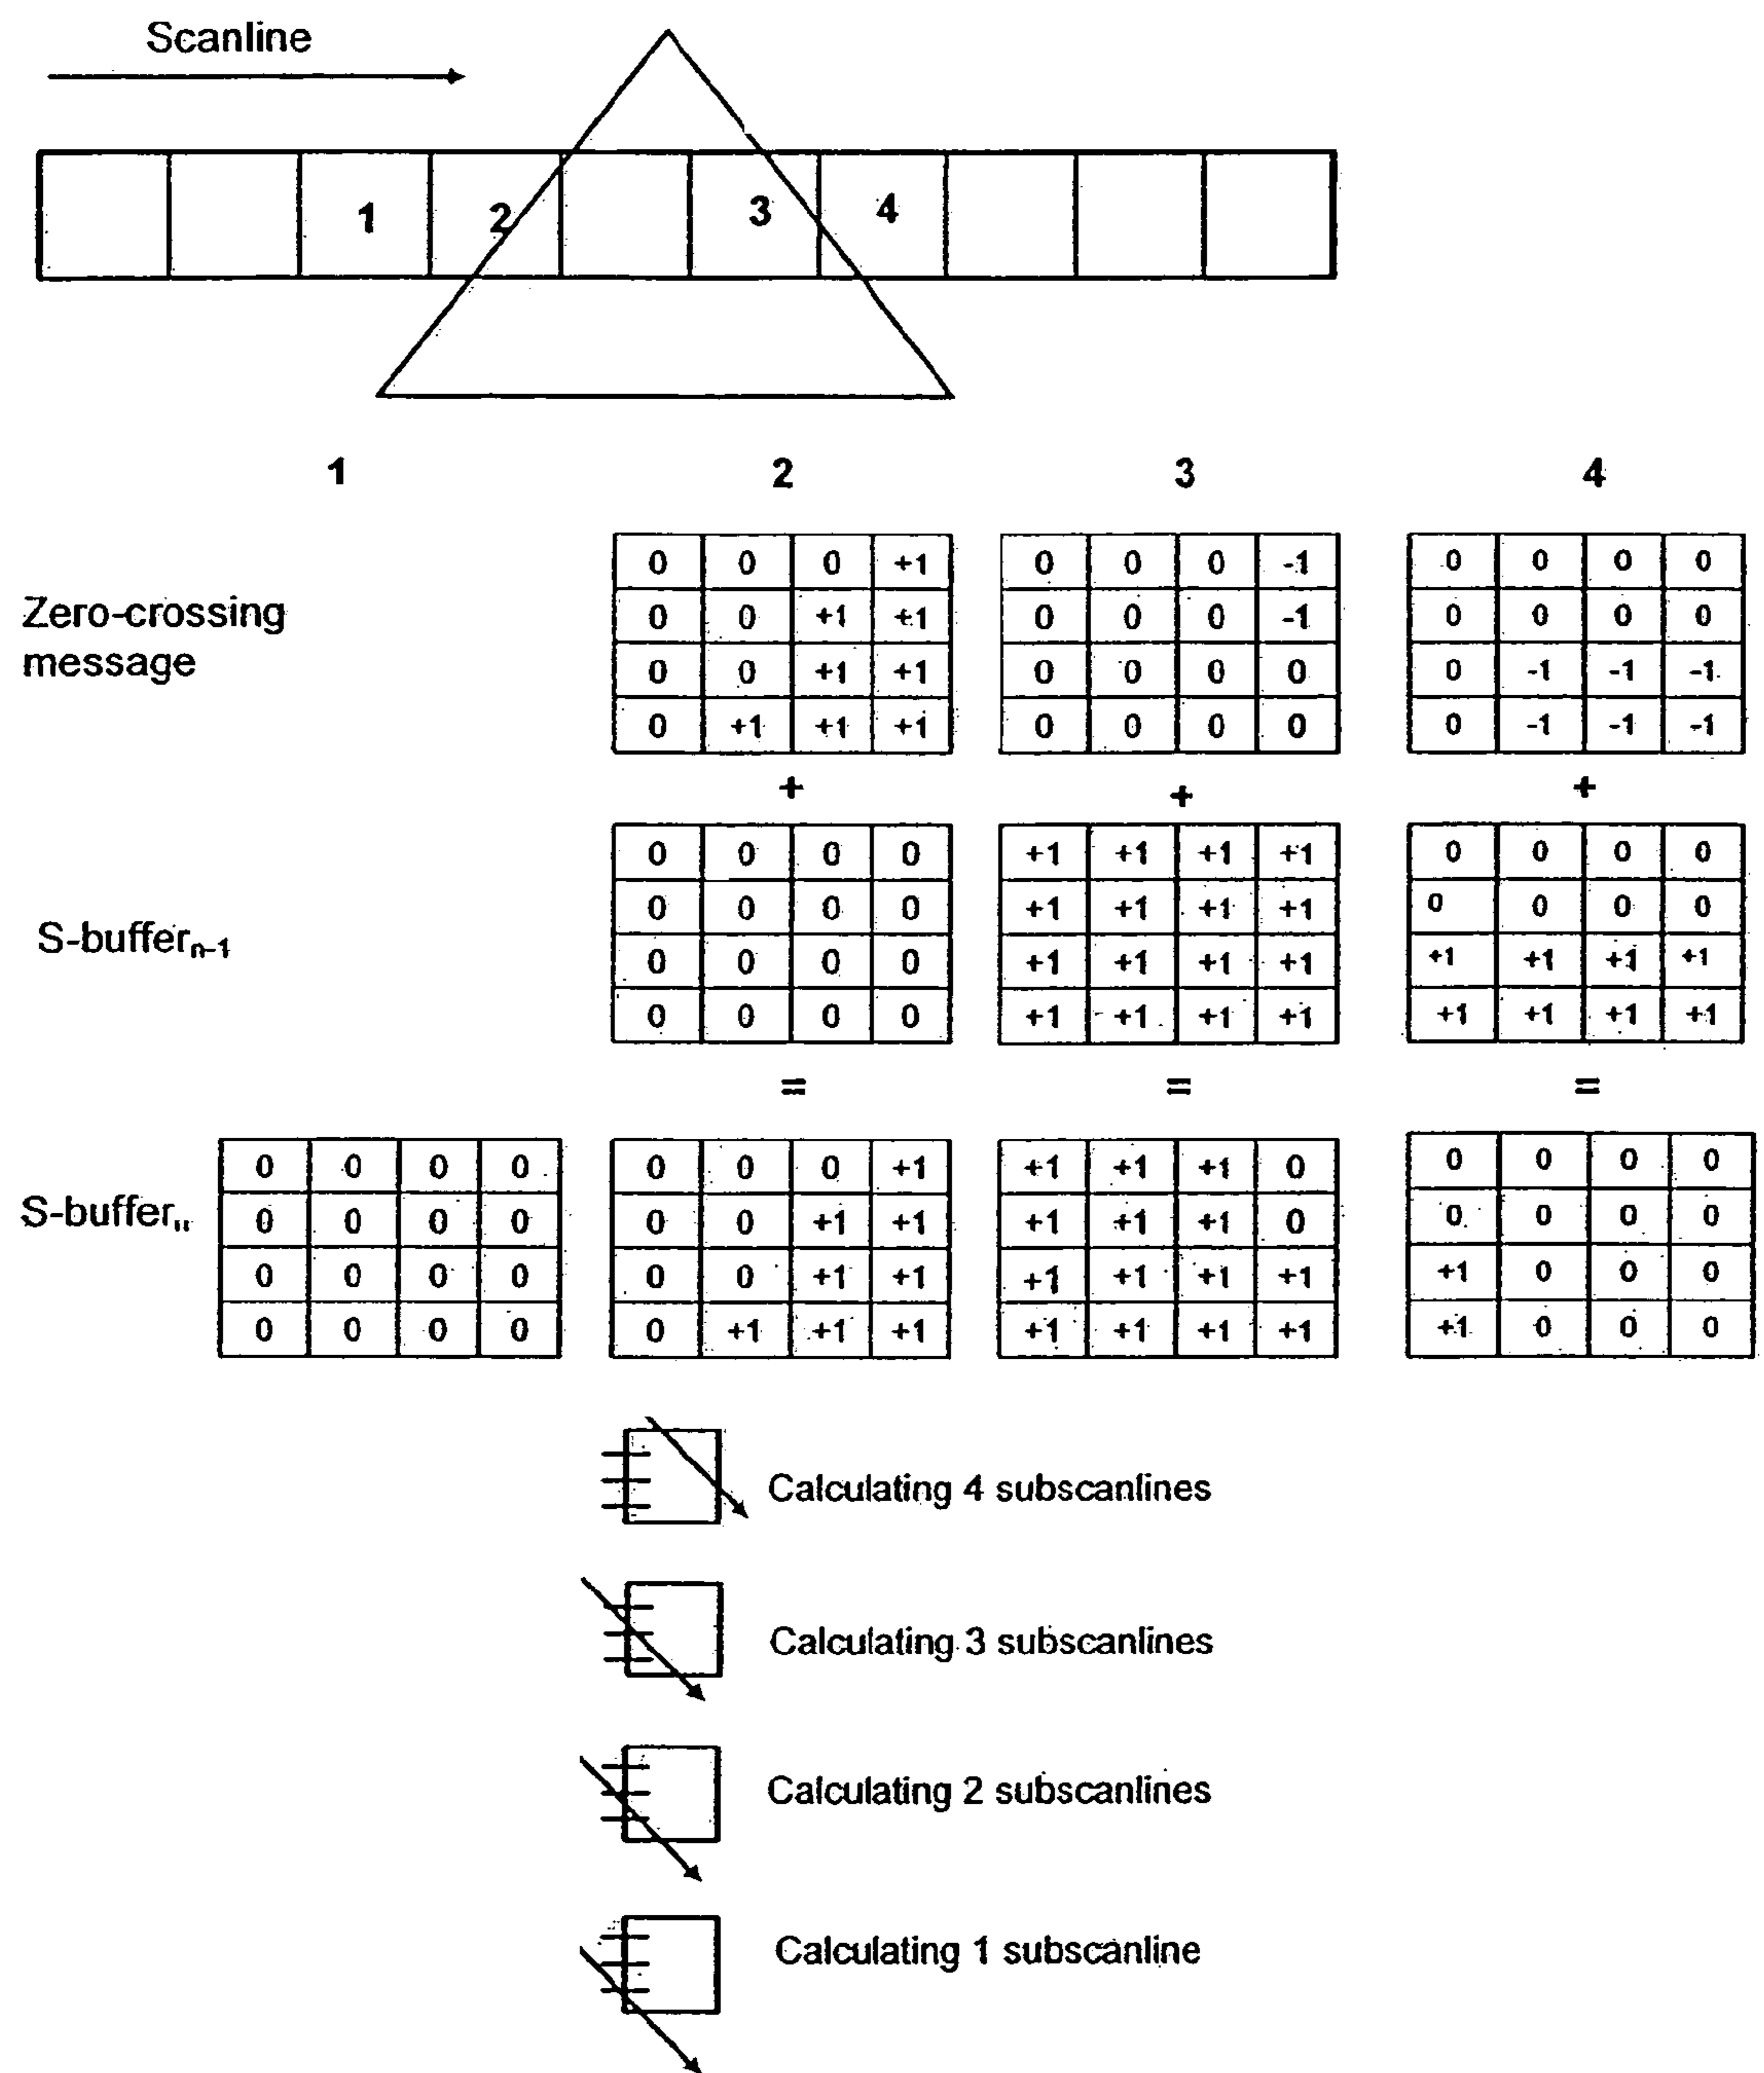 Scanline
1 2 3 4
1 2 3 4
Zero-crossing
message
0 0 0 +1 0 0 0 -1 0 0 0 0
0 0 +1 +1 0 0 0 -1 0 0 0 0
0 0 +1 +1 0 0 0 0 0 -1 -1 -1
0 +1 +1 +1 0 0 0 0 0 -1 -1 -1
+ + +
S-buffer n-1
0 0 0 0 +1 +1 +1 +1 0 0 0 0
0 0 0 0 +1 +1 +1 +1 0 0 0 0
0 0 0 0 +1 +1 +1 +1 +1 +1 +1 +1
0 0 0 0 +1 +1 +1 +1 +1 +1 +1 +1
= = =
S-buffer
0 0 0 0 0 0 0 +1 +1 +1 +1 0 0 0 0 0
0 0 0 0 0 0 +1 +1 +1 +1 +1 0 0 0 0 0
0 0 0 0 0 0 +1 +1 +1 +1 +1 +1 +1 0 0 0
0 0 0 0 0 +1 +1 +1 +1 +1 +1 +1 +1 0 0 0
Calculating 4 subscanlines
Calculating 3 subscanlines
Calculating 2 subscanlines
Calculating 1 subscanline